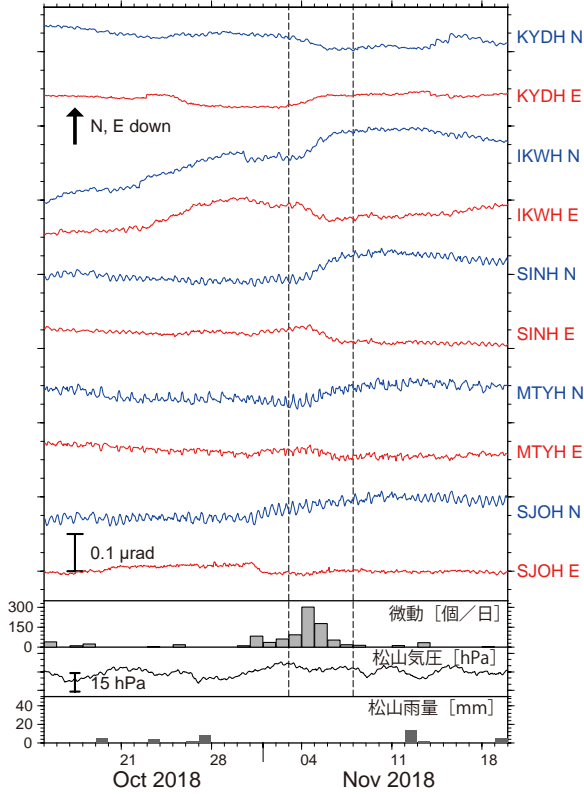 KYDH N
KYDH E
N, E down
IKWH N
IKWH E
SINH N
SINH E
MTYH N
MTYH E
SJOH N
0.1 μrad
SJOH E
300
微動［個／日］
150
0
松山気圧［hPa］
15 hPa
40
松山雨量［mm］
20
0
21 28 04 11 18
Oct 2018 Nov 2018